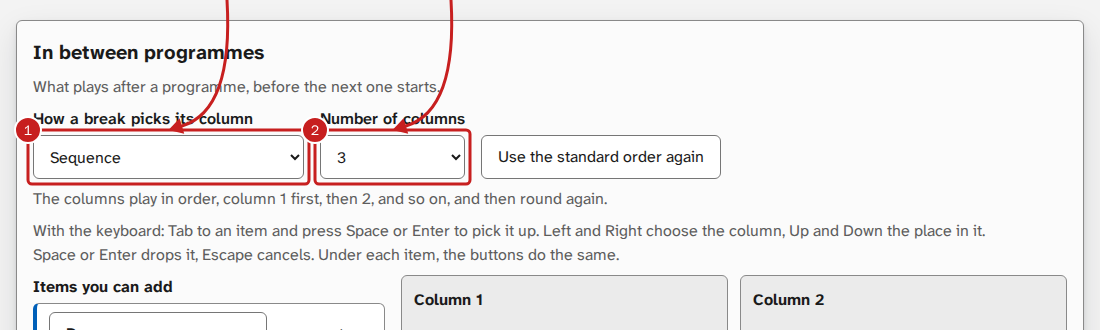 In between programmes
What plays after a programme, before the next one starts.
How a break picks its column
Number of columns
1
2
Sequence
3
Use the standard order again
The columns play in order, column 1 first, then 2, and so on, and then round again.
With the keyboard: Tab to an item and press Space or Enter to pick it up. Left and Right choose the column, Up and Down the place in it.
Space or Enter drops it, Escape cancels. Under each item, the buttons do the same.
Items you can add
Column 1
Column 2